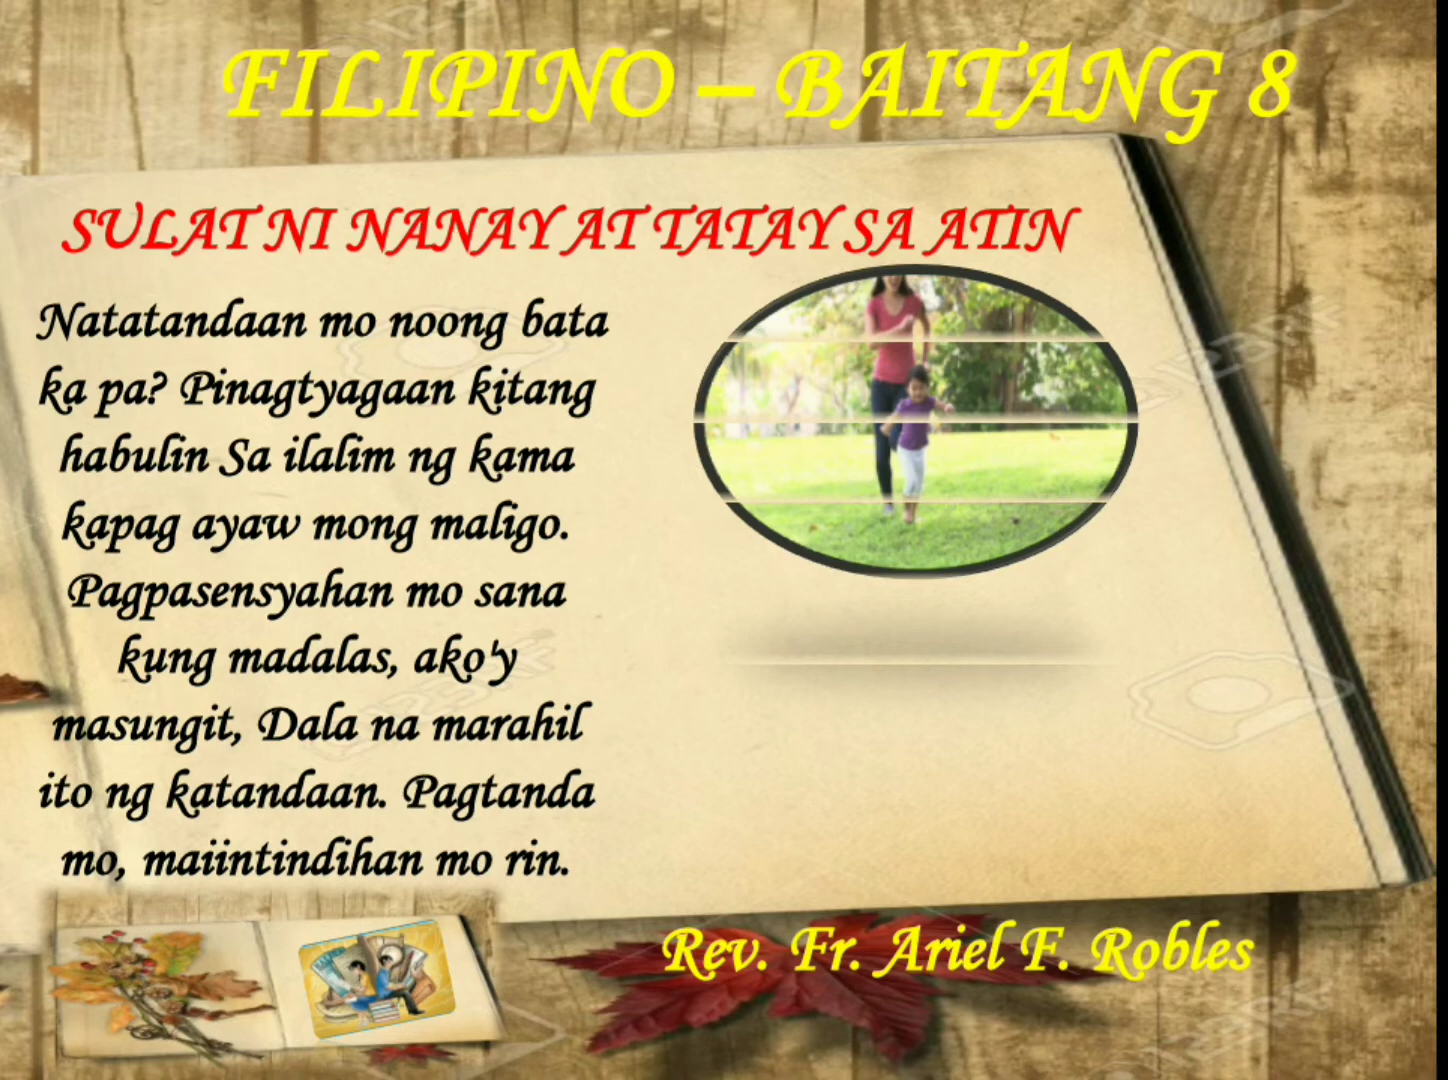 FILIPINO – BAITANG 8
SULAT NI NANAY AT TATAY SA ATIN
Natatandaan mo noong bata
ka pa? Pinagtyagaan kitang
habulin Sa ilalim ng kama
kapag ayaw mong maligo.
Pagpasensyahan mo sana
kung madalas, ako'y
masungit, Dala na marahil
ito ng katandaan. Pagtanda
mo, maiintindihan mo rin.
Rev. Fr. Ariel F. Robles